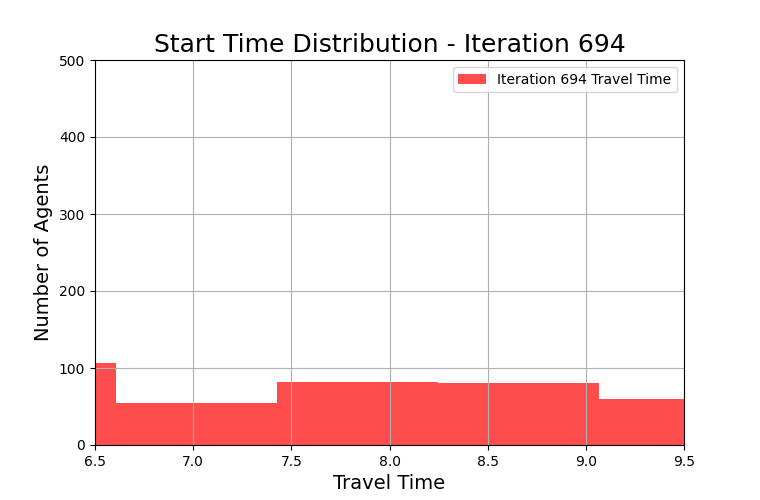 Start Time Distribution - Iteration 694
Iteration 694 Travel Time
Number of Agents
500
400
300
200
100
0
6.5 7.0 7.5 8.0 8.5 9.0 9.5
Travel Time